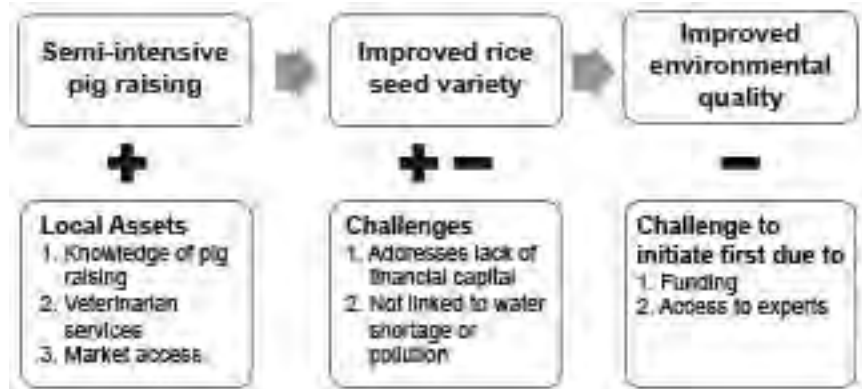 Semi-intensive
pig raising
Improved rice
seed variety
Improved
environmental
quality
+
+ -
-
Local Assets
1. Knowledge of pig
raising
2. Veterinarian
services
3. Market access.
Challenges
1. Addresses lack of
financial capital
2. Not linked to water
shortage or
pollution
Challenge to
initiate first due to
1. Funding
2. Access to experts